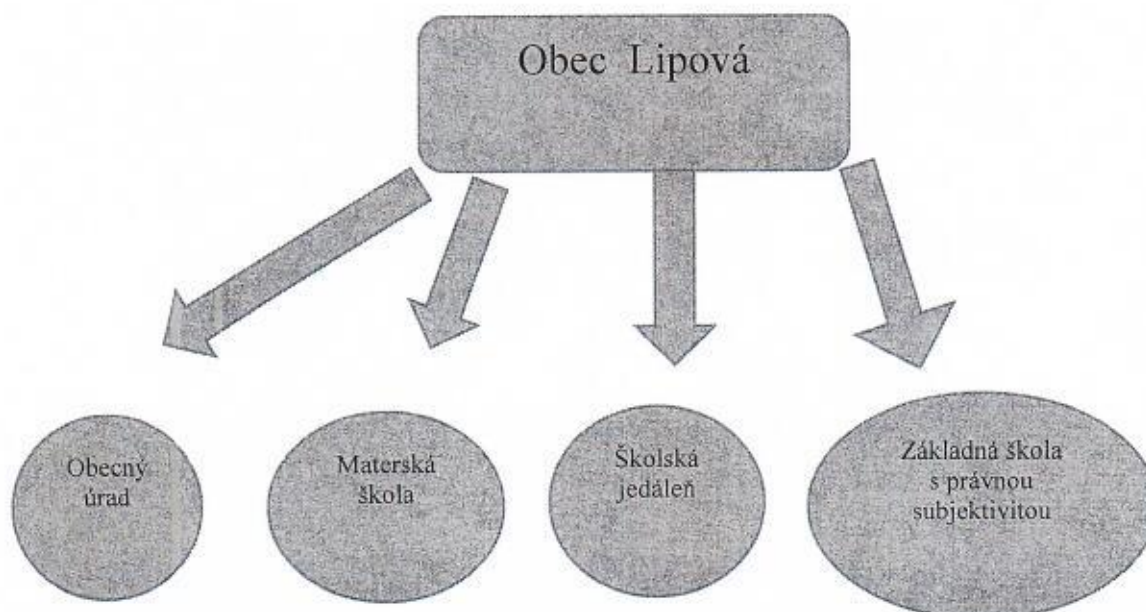 Obec Lipová
Obecný
úrad
Materská
škola
Školská
jedáleň
Základná škola
s právnou
subjektivitou